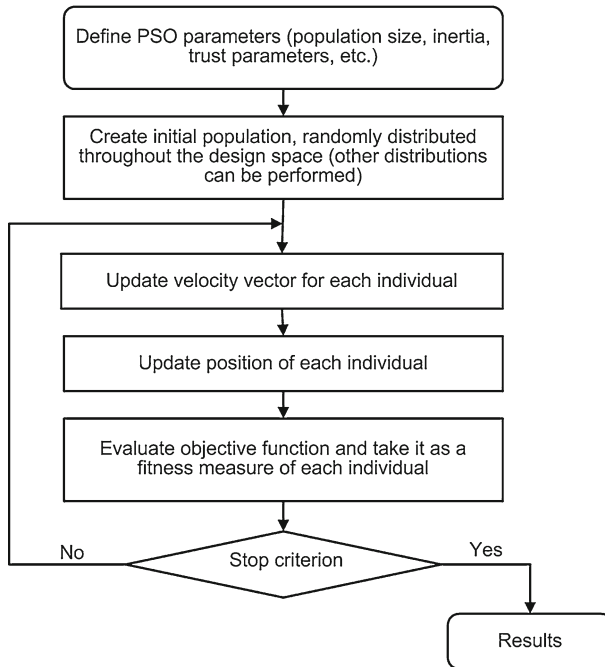 Define PSO parameters (population size, inertia,
trust parameters, etc.)
Create initial population, randomly distributed
throughout the design space (other distributions
can be performed)
Update velocity vector for each individual
Update position of each individual
Evaluate objective function and take it as a
fitness measure of each individual
No
Stop criterion
Yes
Results